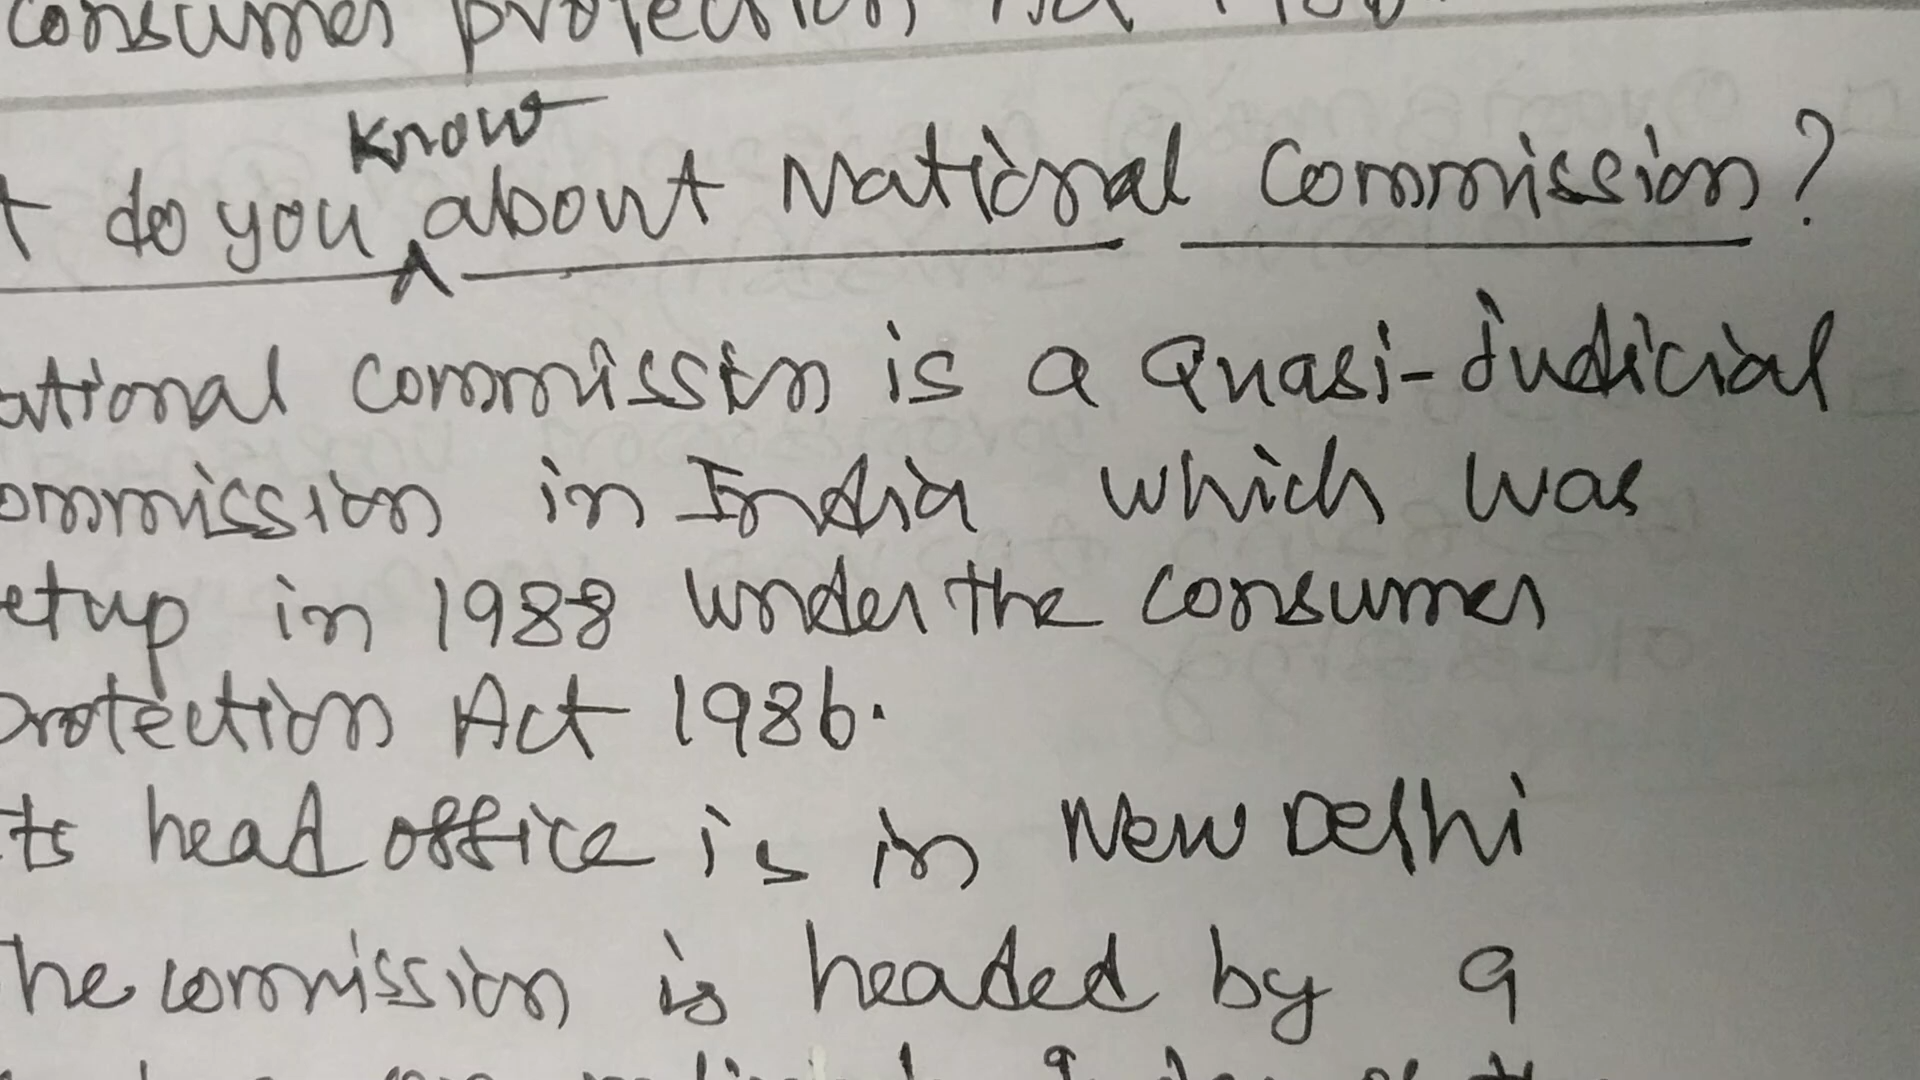 consumer protection Act
know
t do you about National Commission?
ational commission is a Quasi-Judicial
ommission in India which was
etup in 1988 under the consumer
protection Act 1986.
ts head office is in New Delhi
he commission is headed by a